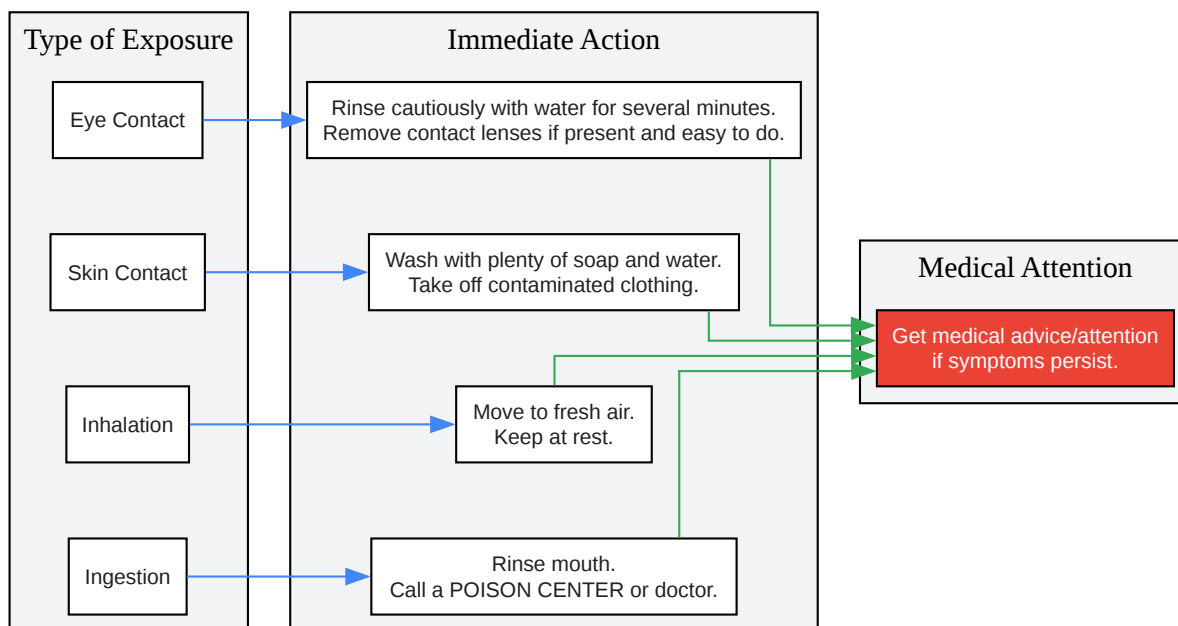 Type of Exposure
Immediate Action
Eye Contact
Rinse cautiously with water for several minutes.
Remove contact lenses if present and easy to do.
Skin Contact
Wash with plenty of soap and water.
Take off contaminated clothing.
Medical Attention
Get medical advice/attention
if symptoms persist.
Inhalation
Move to fresh air.
Keep at rest.
Ingestion
Rinse mouth.
Call a POISON CENTER or doctor.